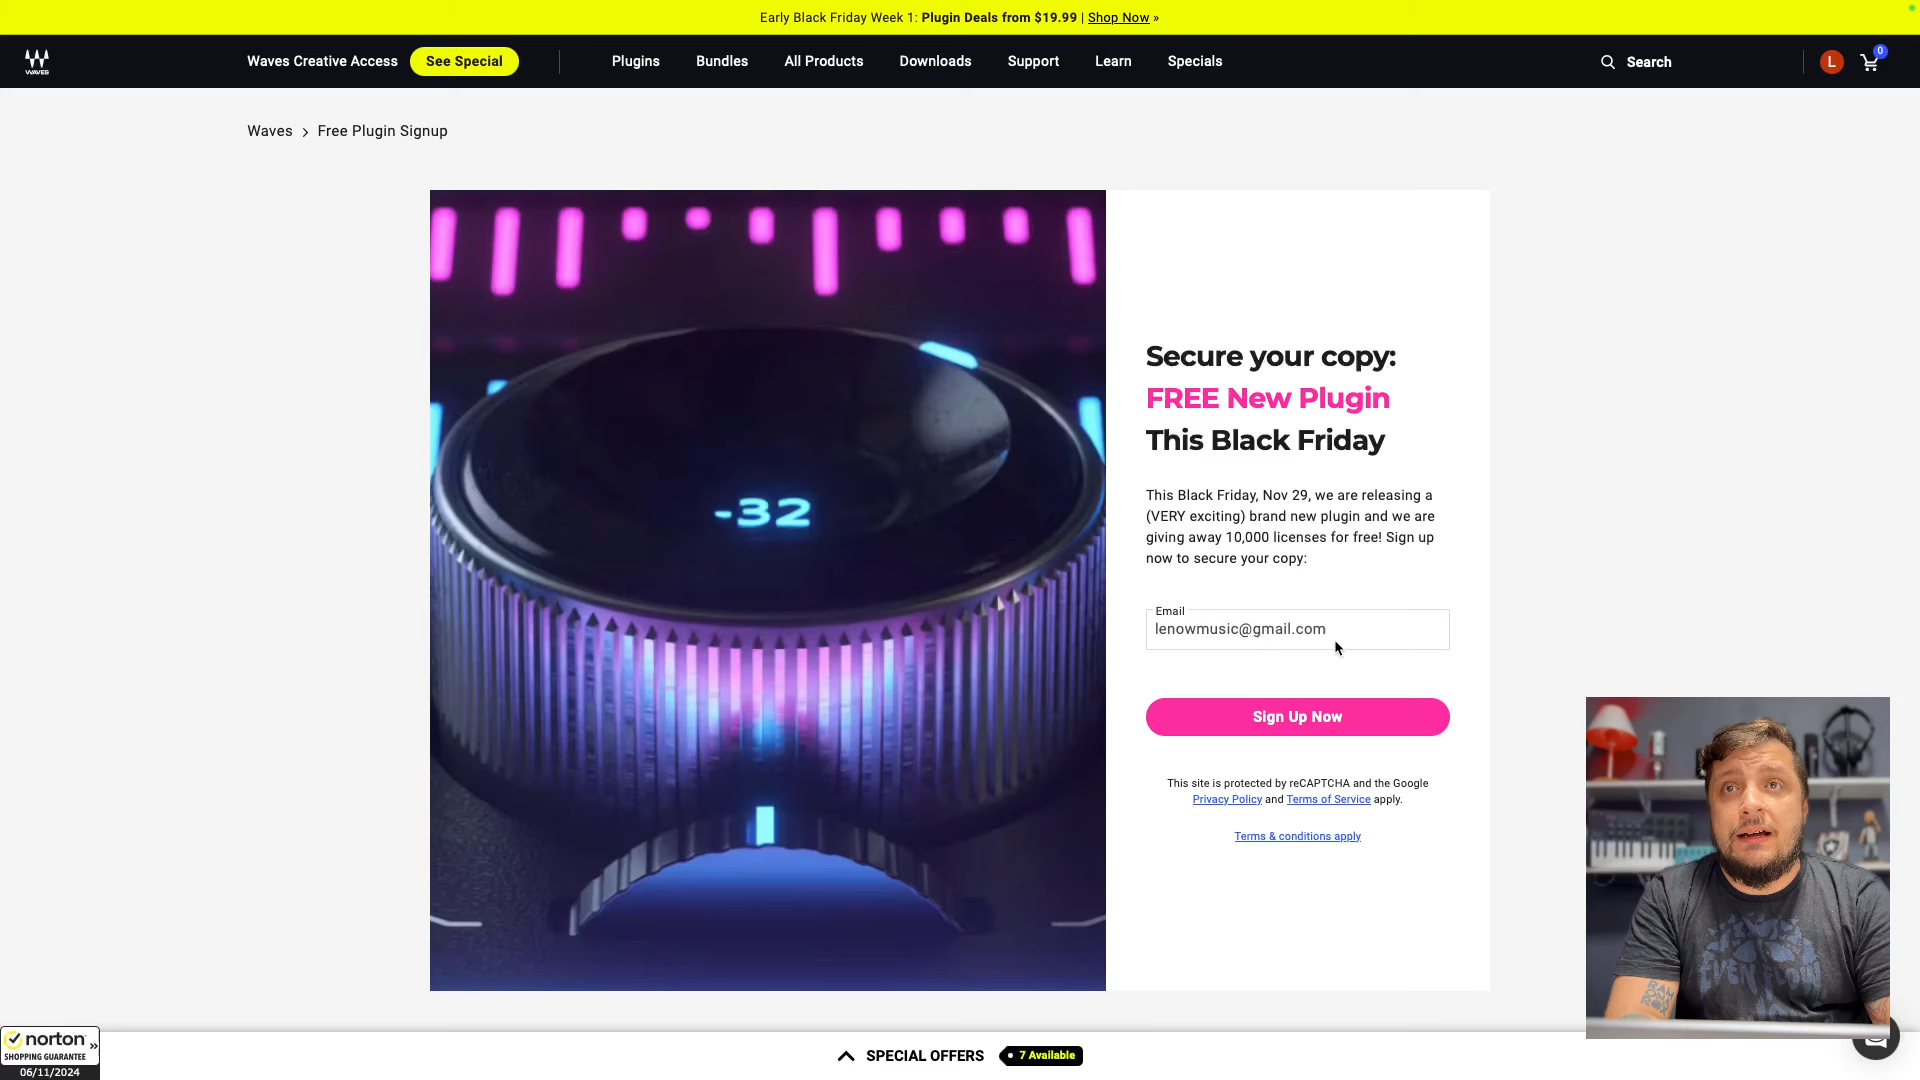 Early Black Friday Week 1: Plugin Deals from $19.99 | Shop Now »
WAVES
Waves Creative Access
See Special
Plugins
Bundles
All Products
Downloads
Support
Learn
Specials
Search
L
0
Waves > Free Plugin Signup
-32
Secure your copy:
FREE New Plugin
This Black Friday
This Black Friday, Nov 29, we are releasing a
(VERY exciting) brand new plugin and we are
giving away 10,000 licenses for free! Sign up
now to secure your copy:
Email
lenowmusic@gmail.com
Sign Up Now
This site is protected by reCAPTCHA and the Google
Privacy Policy and Terms of Service apply.
Terms & conditions apply
EVEN FLOW
norton »
SHOPPING GUARANTEE
06/11/2024
SPECIAL OFFERS
7 Available